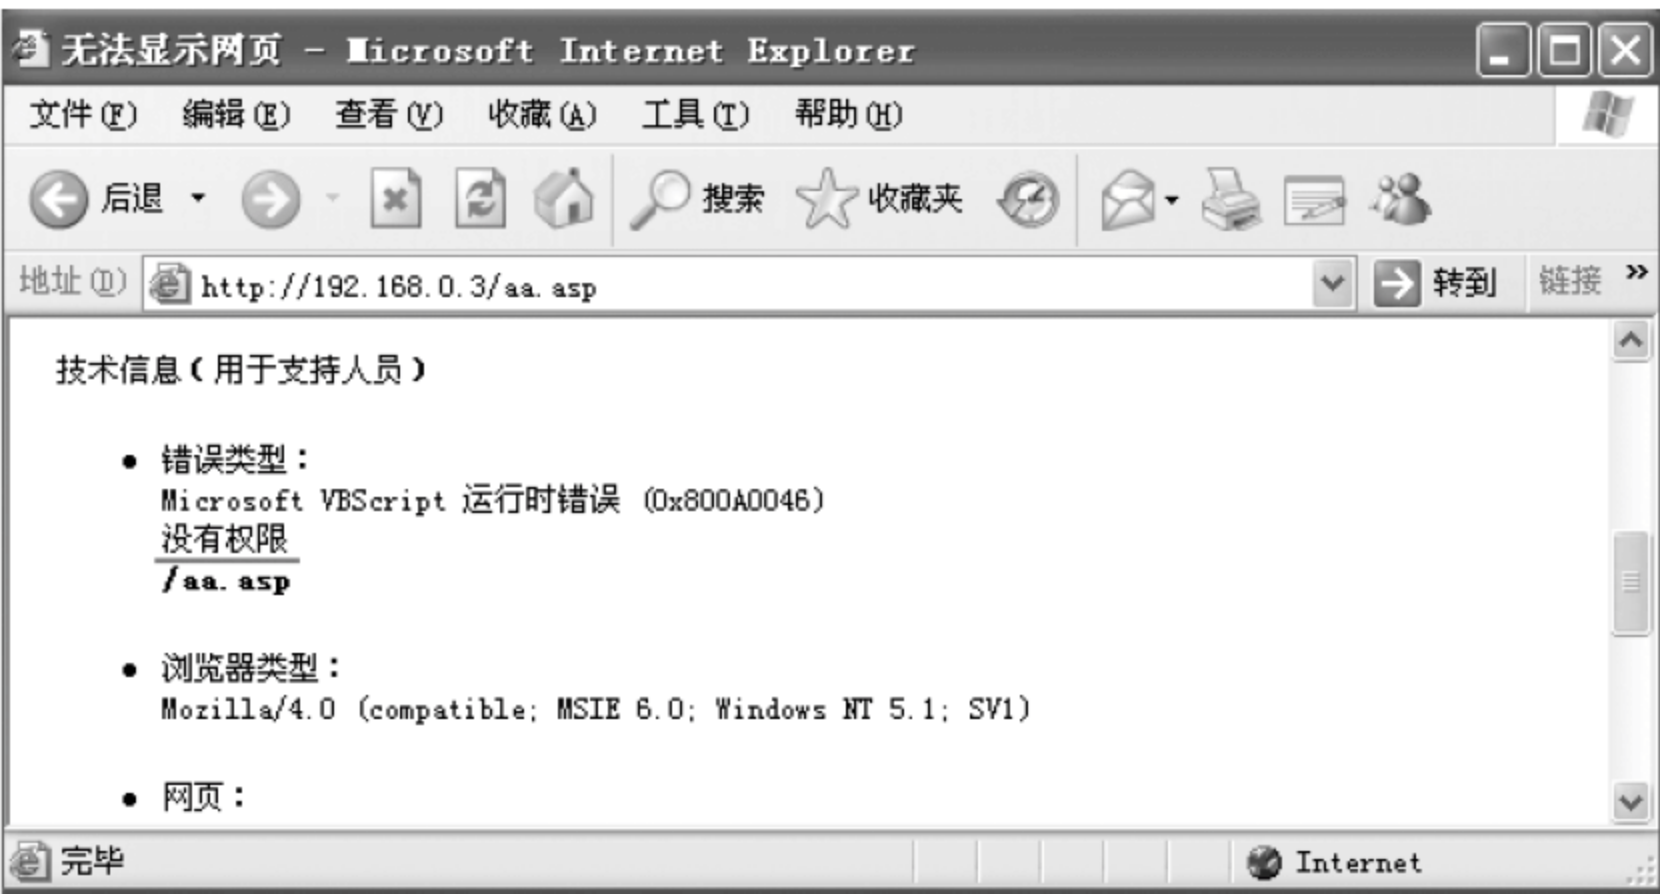 无法显示网页 - Microsoft Internet Explorer
文件(F) 编辑(E) 查看(V) 收藏(A) 工具(T) 帮助(H)
后退 搜索 收藏夹
地址(D) http://192.168.0.3/aa.asp 转到 链接 »
技术信息(用于支持人员)
• 错误类型：
Microsoft VBScript 运行时错误 (0x800A0046)
没有权限
/aa.asp
• 浏览器类型：
Mozilla/4.0 (compatible; MSIE 6.0; Windows NT 5.1; SV1)
• 网页：
完毕 Internet